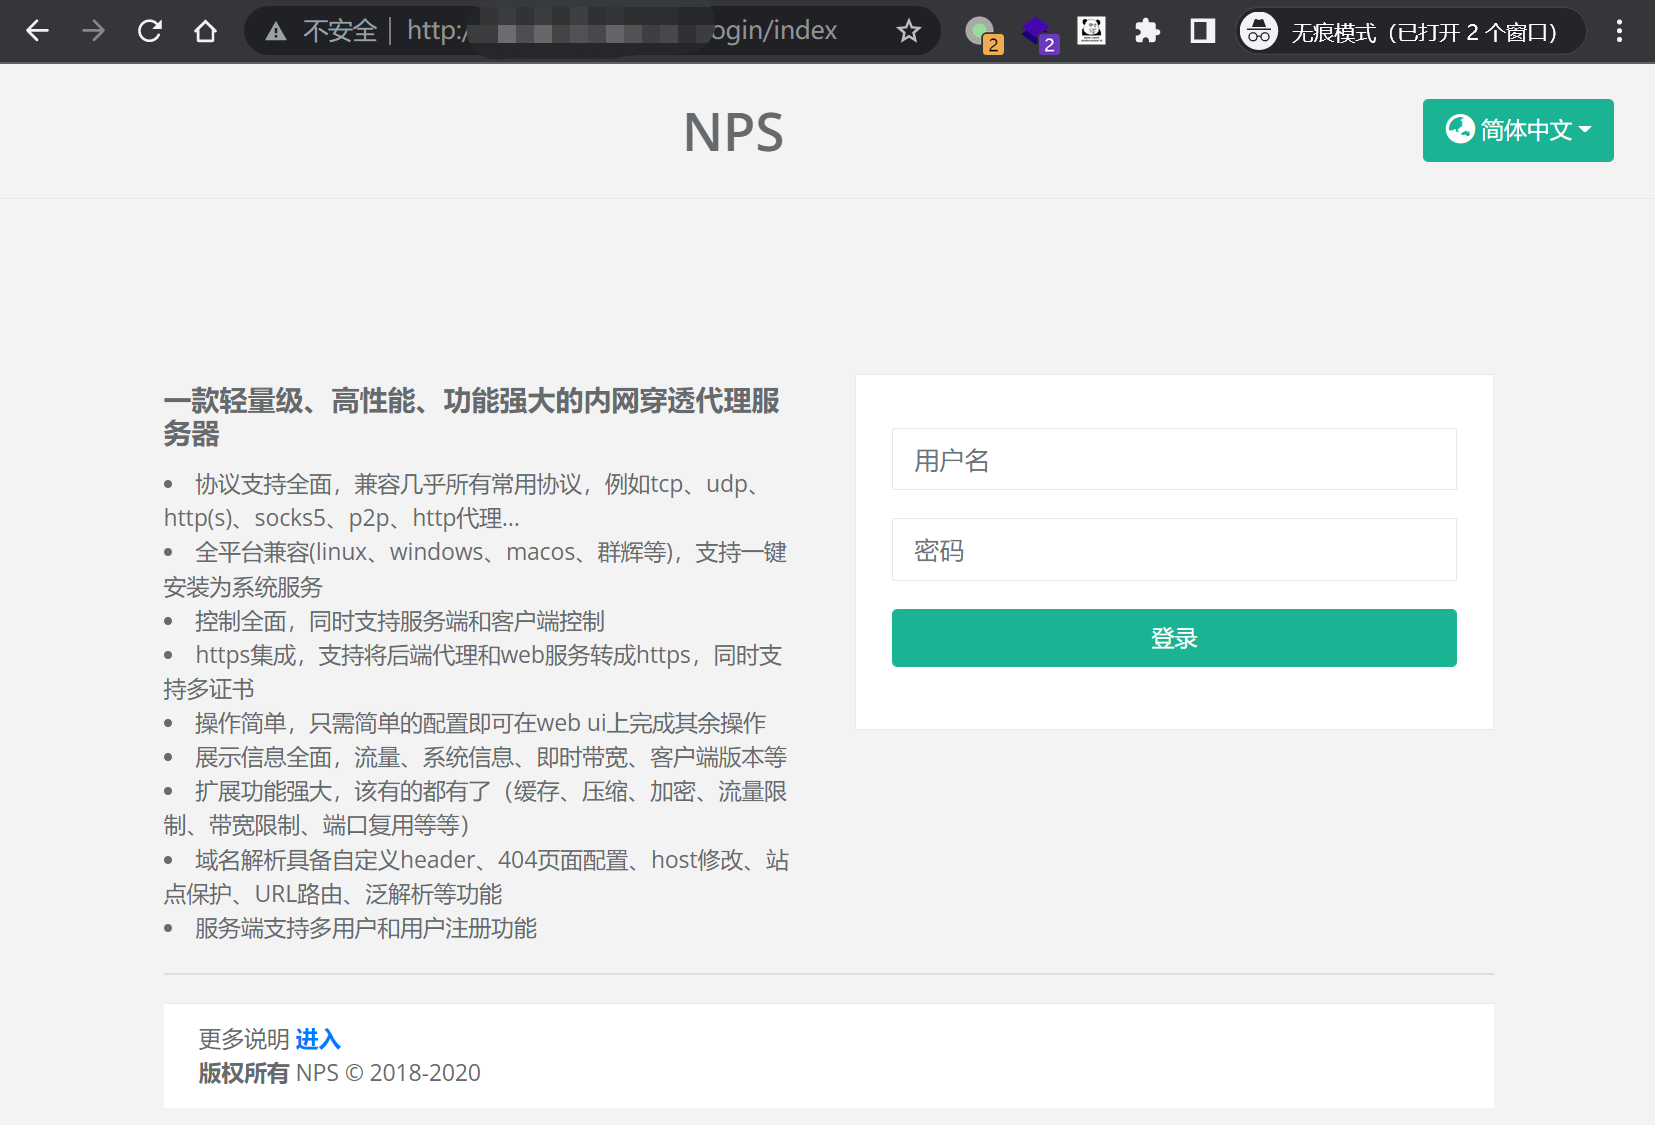 不安全 http:/ ogin/index 2 2 无痕模式（已打开 2 个窗口）
NPS
简体中文
一款轻量级、高性能、功能强大的内网穿透代理服
务器
• 协议支持全面，兼容几乎所有常用协议，例如tcp、udp、
http(s)、socks5、p2p、http代理...
• 全平台兼容(linux、windows、macos、群辉等)，支持一键
安装为系统服务
• 控制全面，同时支持服务端和客户端控制
• https集成，支持将后端代理和web服务转成https，同时支
持多证书
• 操作简单，只需简单的配置即可在web ui上完成其余操作
• 展示信息全面，流量、系统信息、即时带宽、客户端版本等
• 扩展功能强大，该有的都有了（缓存、压缩、加密、流量限
制、带宽限制、端口复用等等）
• 域名解析具备自定义header、404页面配置、host修改、站
点保护、URL路由、泛解析等功能
• 服务端支持多用户和用户注册功能
用户名
密码
登录
更多说明 进入
版权所有 NPS © 2018-2020